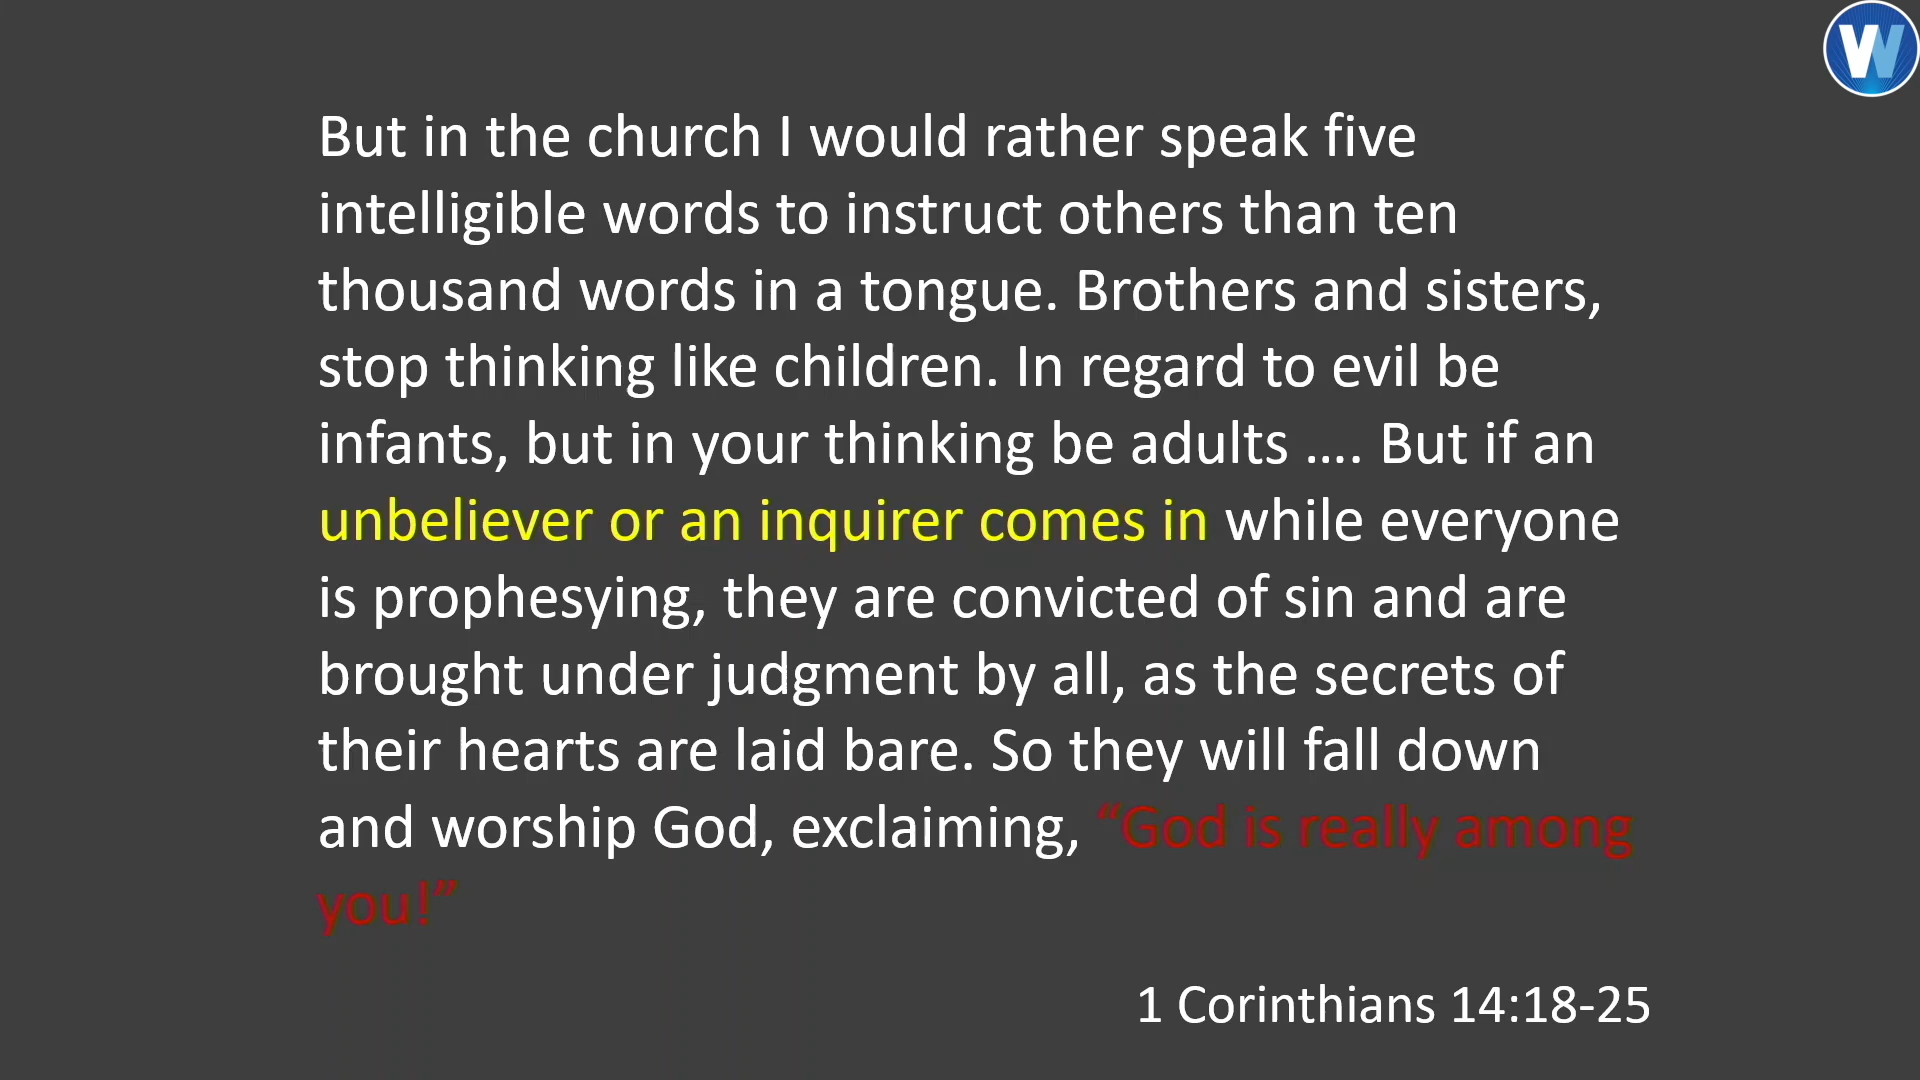 W
But in the church I would rather speak five
intelligible words to instruct others than ten
thousand words in a tongue. Brothers and sisters,
stop thinking like children. In regard to evil be
infants, but in your thinking be adults .... But if an
unbeliever or an inquirer comes in while everyone
is prophesying, they are convicted of sin and are
brought under judgment by all, as the secrets of
their hearts are laid bare. So they will fall down
and worship God, exclaiming, “God is really among
you!”
1 Corinthians 14:18-25